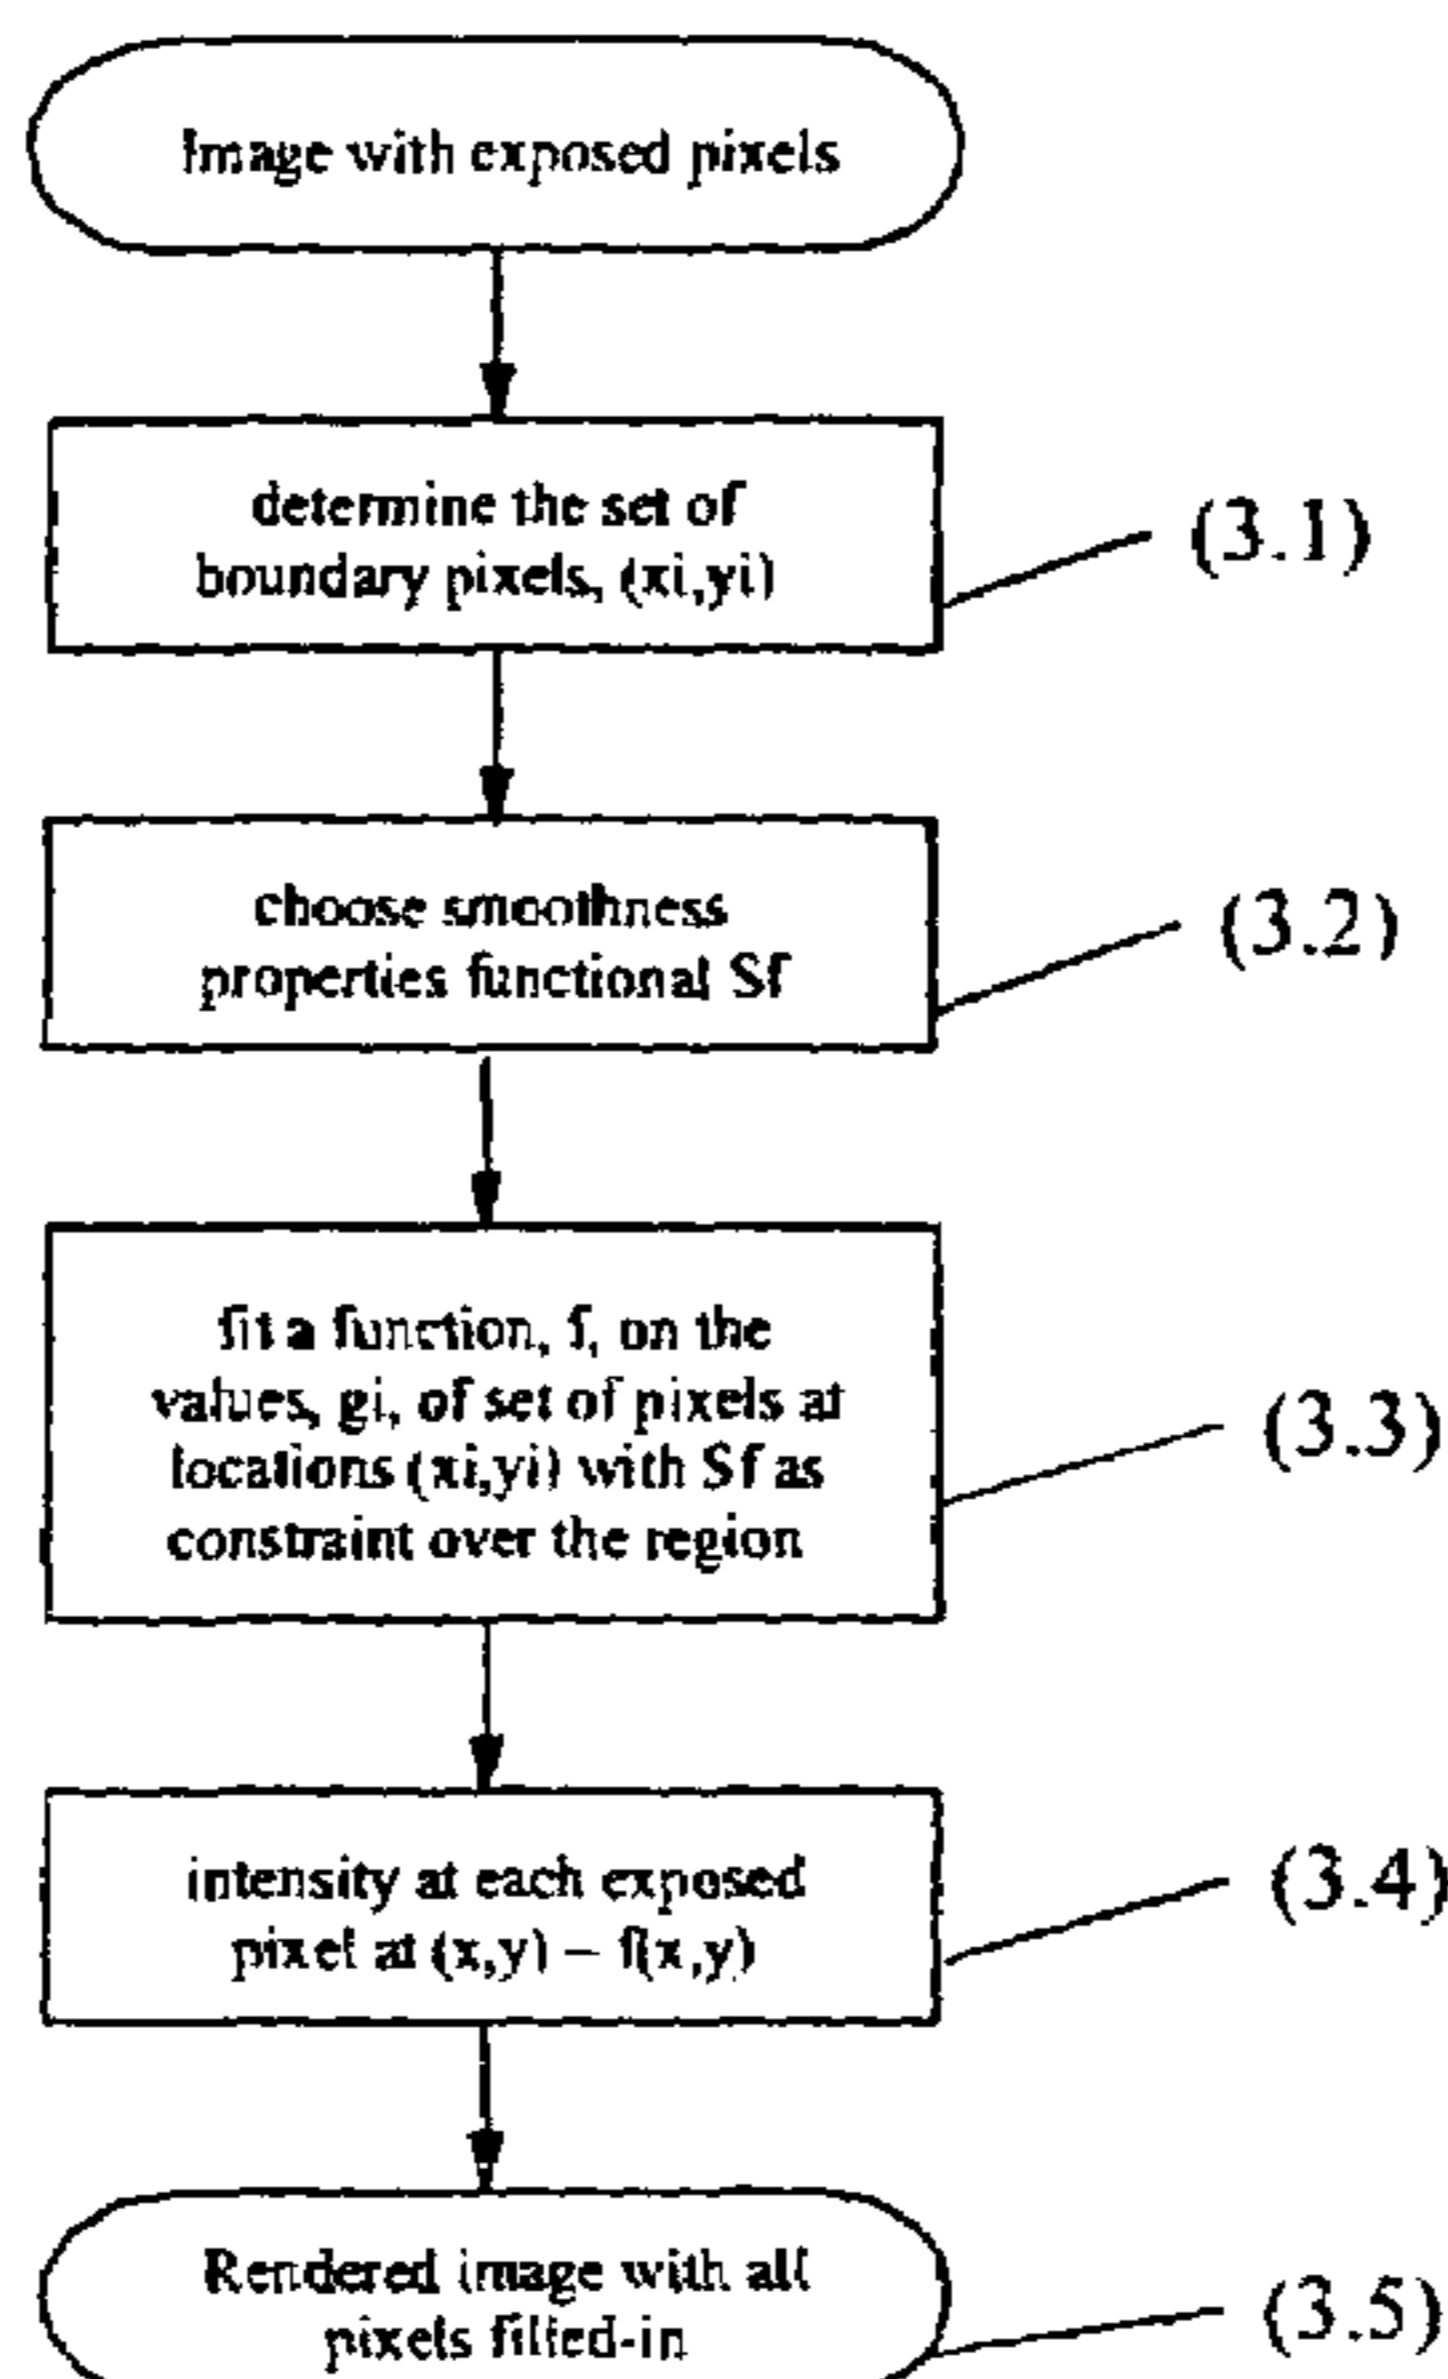 Image with exposed pixels
determine the set of
boundary pixels, (xi,yi)
(3.1)
choose smoothness
properties functional Sf
(3.2)
fit a function, f, on the
values, gi, of set of pixels at
locations (xi,yi) with Sf as
constraint over the region
(3.3)
intensity at each exposed
pixel at (x,y) – f(x,y)
(3.4)
Rendered image with all
pixels filled-in
(3.5)